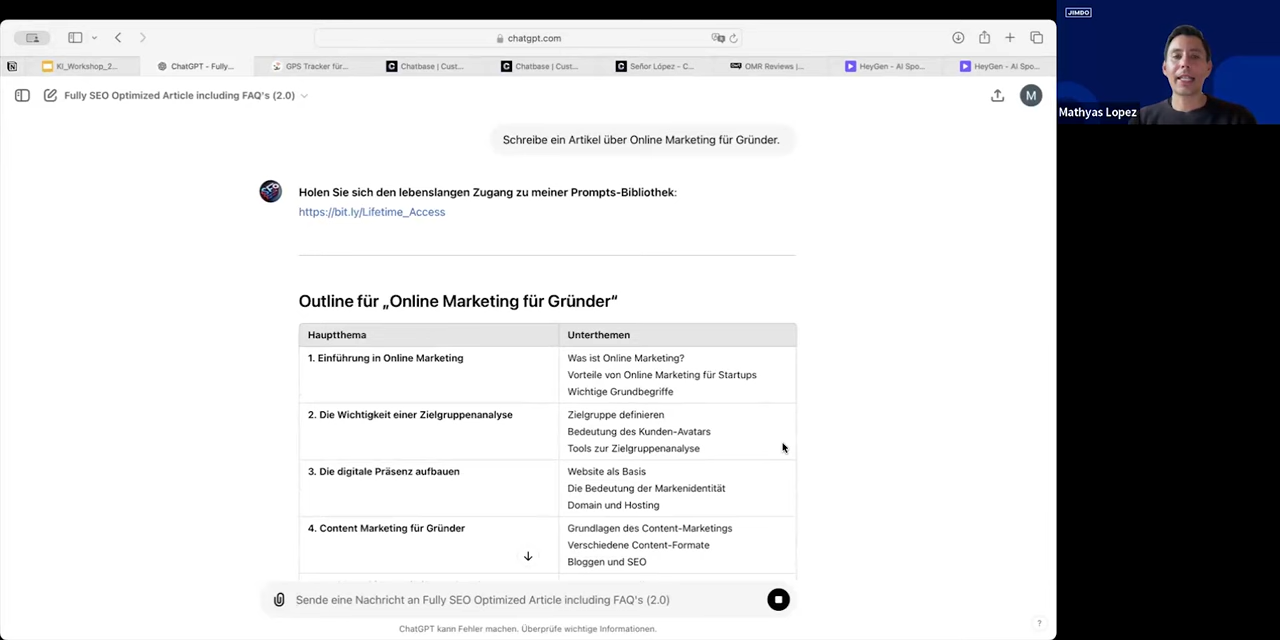 JIMDO
Mathyas Lopez
chatgpt.com
KI_Workshop_2...
ChatGPT - Fully...
GPS Tracker für...
Chatbase | Cust...
Chatbase | Cust...
Señor López - C...
OMR Reviews |...
HeyGen - AI Spo...
HeyGen - AI Spo...
Fully SEO Optimized Article including FAQ's (2.0)
M
Schreibe ein Artikel über Online Marketing für Gründer.
Holen Sie sich den lebenslangen Zugang zu meiner Prompts-Bibliothek:
https://bit.ly/Lifetime_Access
Outline für „Online Marketing für Gründer“
Hauptthema
Unterthemen
1. Einführung in Online Marketing
Was ist Online Marketing?
Vorteile von Online Marketing für Startups
Wichtige Grundbegriffe
2. Die Wichtigkeit einer Zielgruppenanalyse
Zielgruppe definieren
Bedeutung des Kunden-Avatars
Tools zur Zielgruppenanalyse
3. Die digitale Präsenz aufbauen
Website als Basis
Die Bedeutung der Markenidentität
Domain und Hosting
4. Content Marketing für Gründer
Grundlagen des Content-Marketings
Verschiedene Content-Formate
Bloggen und SEO
Sende eine Nachricht an Fully SEO Optimized Article including FAQ's (2.0)
ChatGPT kann Fehler machen. Überprüfe wichtige Informationen.
?